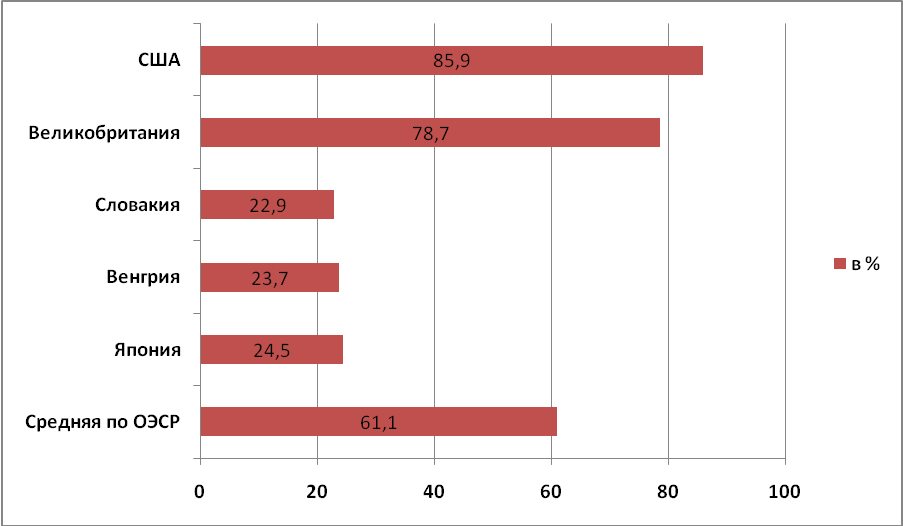 США
85,9
Великобритания
78,7
Словакия
22,9
Венгрия
23,7
Япония
24,5
Средняя по ОЭСР
61,1
в %
0 20 40 60 80 100